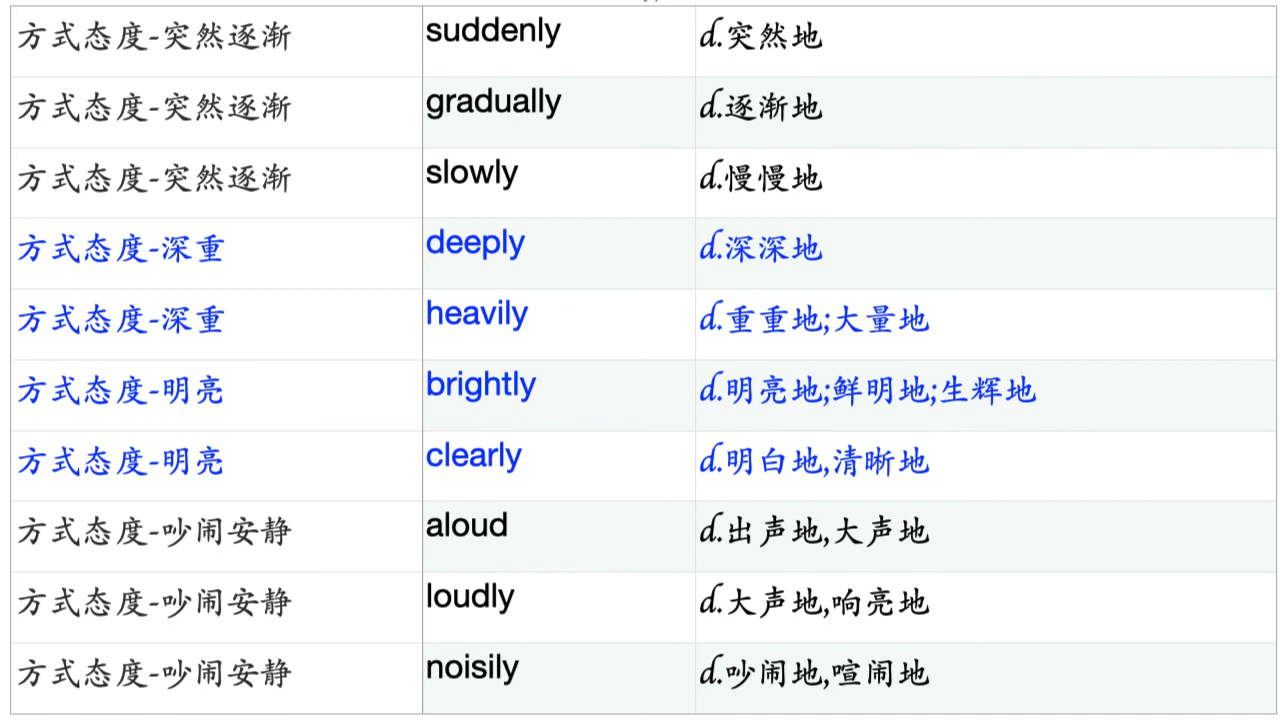 方式态度-突然逐渐 suddenly d.突然地
方式态度-突然逐渐 gradually d.逐渐地
方式态度-突然逐渐 slowly d.慢慢地
方式态度-深重 deeply d.深深地
方式态度-深重 heavily d.重重地;大量地
方式态度-明亮 brightly d.明亮地;鲜明地;生辉地
方式态度-明亮 clearly d.明白地,清晰地
方式态度-吵闹安静 aloud d.出声地,大声地
方式态度-吵闹安静 loudly d.大声地,响亮地
方式态度-吵闹安静 noisily d.吵闹地,喧闹地